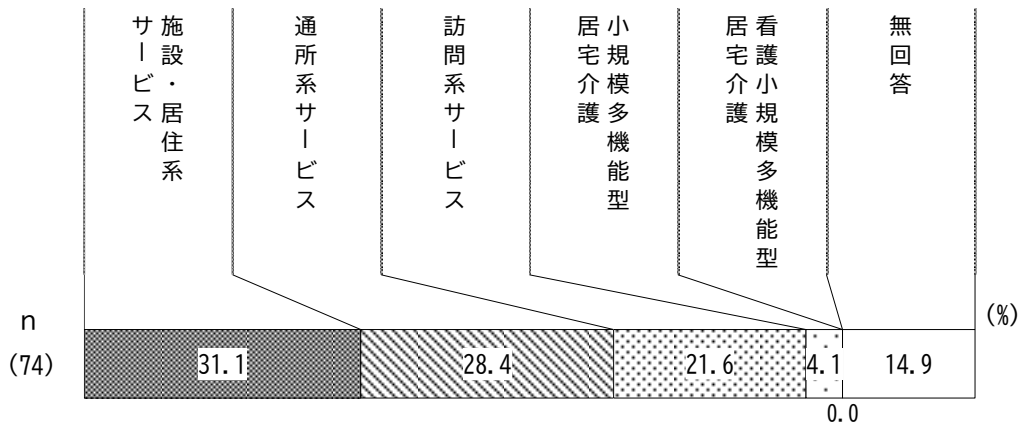 施設・居住系
サービス
通所系サービス
訪問系サービス
小規模多機能型
居宅介護
看護小規模多機能型
居宅介護
無回答
(%)
n
(74)
31.1
28.4
21.6
4.1
14.9
0.0